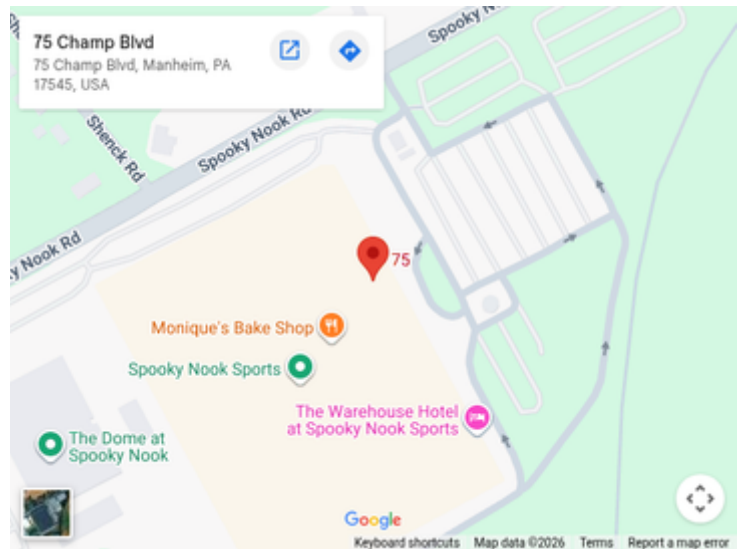 75 Champ Blvd
75 Champ Blvd, Manheim, PA
17545, USA
Spooky
Shenck Rd
Spooky Nook Rd
y Nook Rd
75
Monique's Bake Shop
Spooky Nook Sports
The Warehouse Hotel
at Spooky Nook Sports
The Dome at
Spooky Nook
Google
Keyboard shortcuts
Map data ©2026
Terms
Report a map error